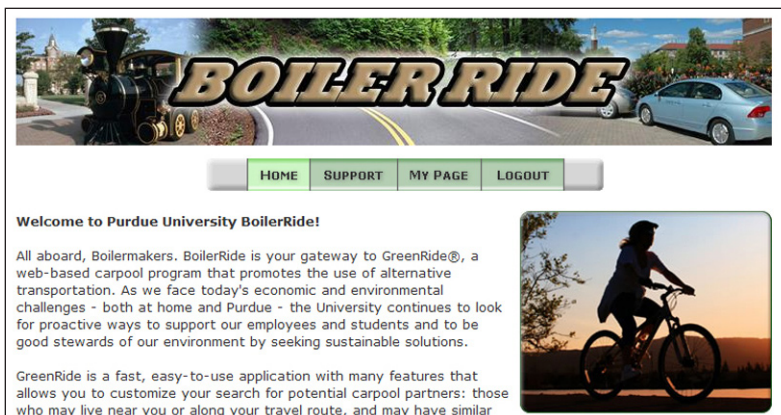 BOILER RIDE
HOME SUPPORT MY PAGE LOGOUT
Welcome to Purdue University BoilerRide!
All aboard, Boilermakers. BoilerRide is your gateway to GreenRide®, a
web-based carpool program that promotes the use of alternative
transportation. As we face today's economic and environmental
challenges - both at home and Purdue - the University continues to look
for proactive ways to support our employees and students and to be
good stewards of our environment by seeking sustainable solutions.
GreenRide is a fast, easy-to-use application with many features that
allows you to customize your search for potential carpool partners: those
who may live near you or along your travel route, and may have similar